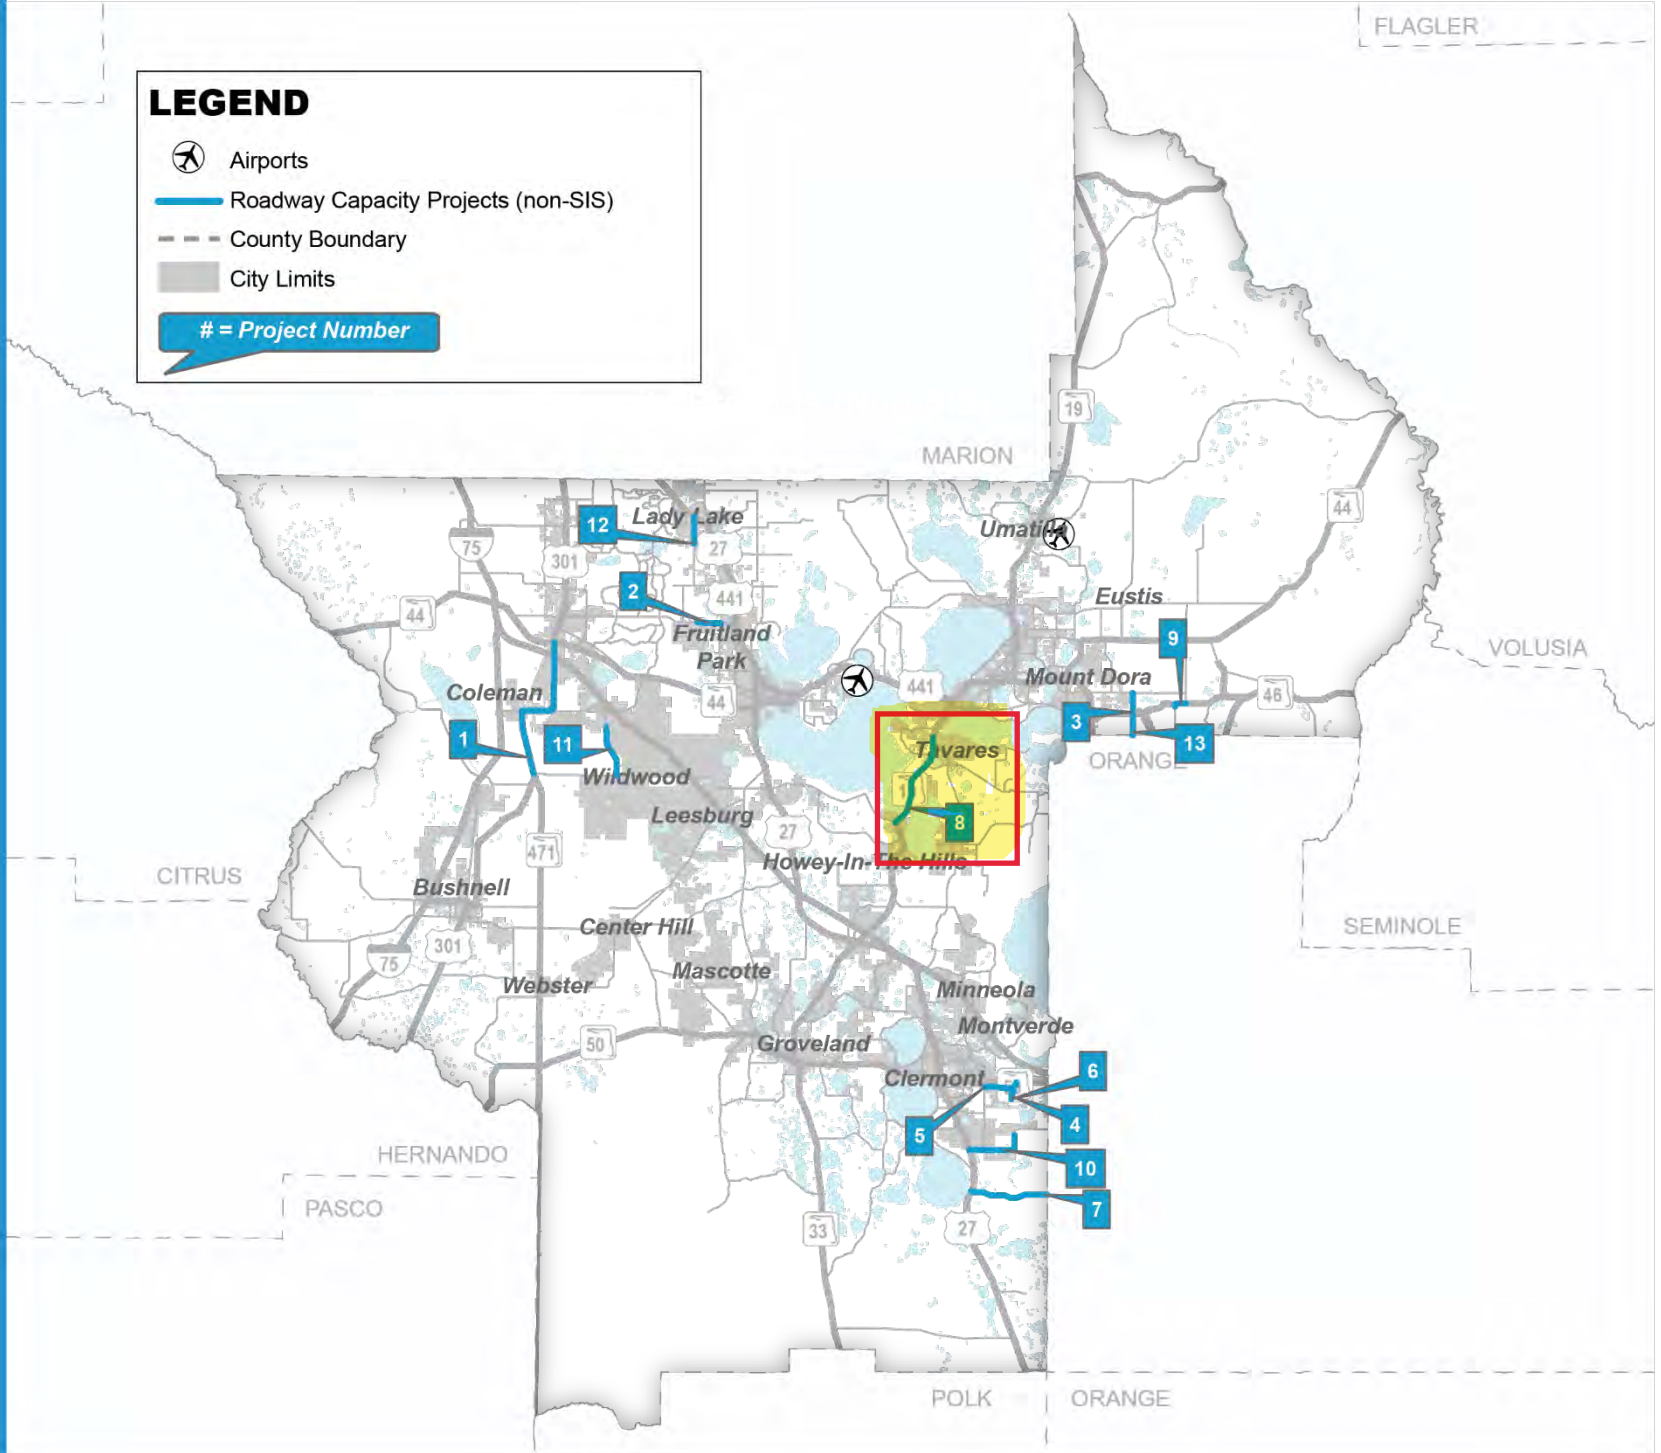 FLAGLER
LEGEND
Airports
Roadway Capacity Projects (non-SIS)
County Boundary
City Limits
# = Project Number
19
MARION
44
12
Lady Lake
Umatilla
75
301
27
2
441
Eustis
44
9
Fruitland
Park
VOLUSIA
Coleman
44
441
Mount Dora
46
1
11
3
13
Tavares
ORANGE
Wildwood
Leesburg
8
27
471
Howey-In-The Hills
CITRUS
Bushnell
Center Hill
SEMINOLE
301
75
Mascotte
Webster
Minneola
Montverde
50
Groveland
Clermont
6
5
4
HERNANDO
10
PASCO
7
33
27
POLK
ORANGE